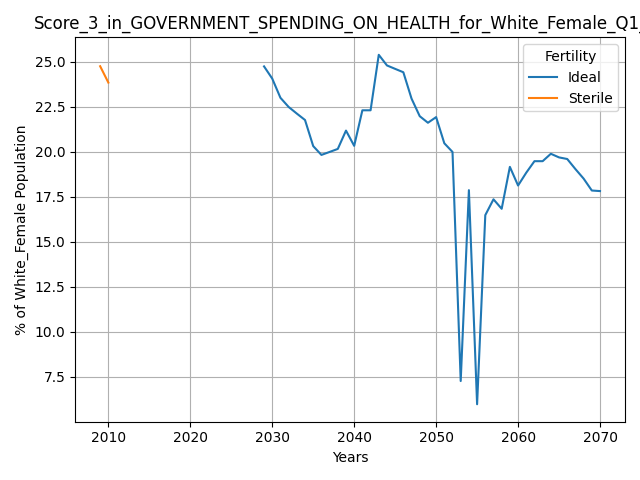 Score_3_in_GOVERNMENT_SPENDING_ON_HEALTH_for_White_Female_Q1_
Fertility
Ideal
Sterile
% of White_Female Population
25.0
22.5
20.0
17.5
15.0
12.5
10.0
7.5
2010 2020 2030 2040 2050 2060 2070
Years